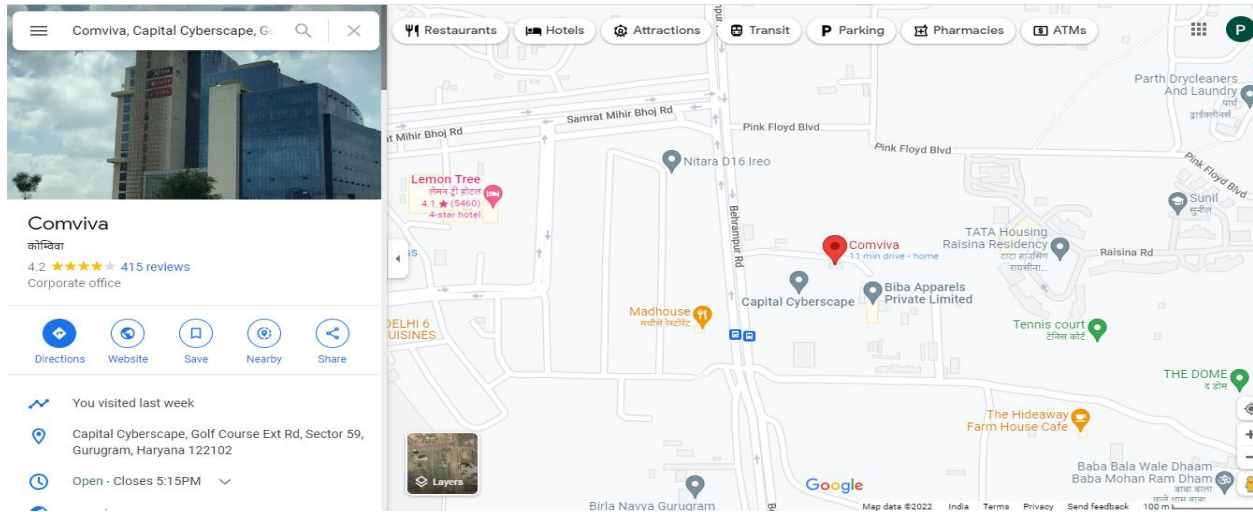 Comviva, Capital Cyberscape, G
Restaurants
Hotels
Attractions
Transit
Parking
Pharmacies
ATMs
P
Comviva
कोम्विवा
4.2
415 reviews
Corporate office
Directions
Website
Save
Nearby
Share
You visited last week
Capital Cyberscape, Golf Course Ext Rd, Sector 59,
Gurugram, Haryana 122102
Open · Closes 5:15PM
t Mihir Bhoj Rd
Samrat Mihir Bhoj Rd
Pink Floyd Blvd
Pink Floyd Blvd
Pink Floyd Blvd
Parth Drycleaners
And Laundry
पार्थ
ड्राईक्लीनर्स
Nitara D16 Ireo
Lemon Tree
लेमन ट्री होटल
4.1 ★ (5460)
4-star hotel
Behrampur Rd
Sunil
सुनील
Comviva
11 min drive - home
TATA Housing
Raisina Residency
टाटा हाउसिंग
रायसीना...
Raisina Rd
Capital Cyberscape
Biba Apparels
Private Limited
Madhouse
DELHI 6
UISINES
Tennis court
टेनिस कोर्ट
THE DOME
द डोम
The Hideaway
Farm House Cafe
Baba Bala Wale Dhaam
Baba Mohan Ram Dham
बाबा बाला
Layers
Birla Navya Gurugram
Google
Map data ©2022
India
Terms
Privacy
Send feedback
100 m